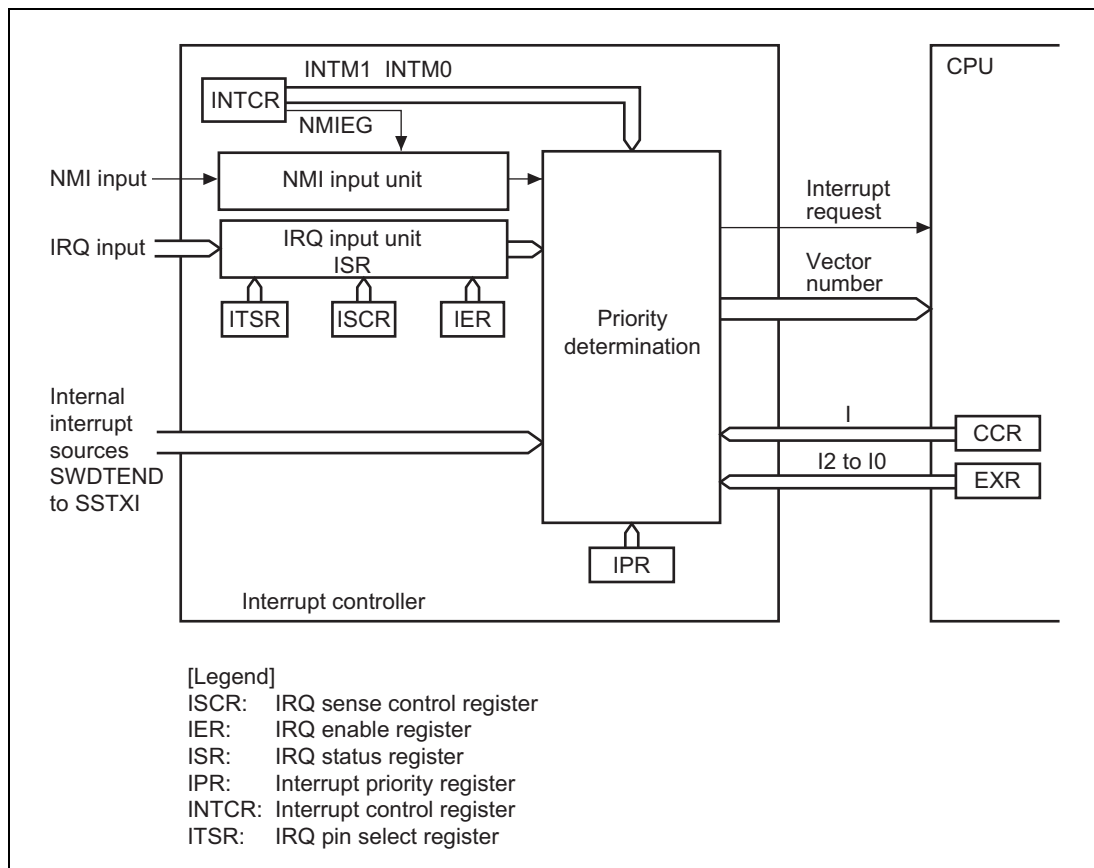 INTM1 INTM0
CPU
INTCR
NMIEG
NMI input
NMI input unit
Interrupt
request
IRQ input
IRQ input unit
ISR
Vector
number
ITSR
ISCR
IER
Priority
determination
Internal
interrupt
sources
SWDTEND
to SSTXI
I
CCR
I2 to I0
EXR
IPR
Interrupt controller
[Legend]
ISCR: IRQ sense control register
IER: IRQ enable register
ISR: IRQ status register
IPR: Interrupt priority register
INTCR: Interrupt control register
ITSR: IRQ pin select register